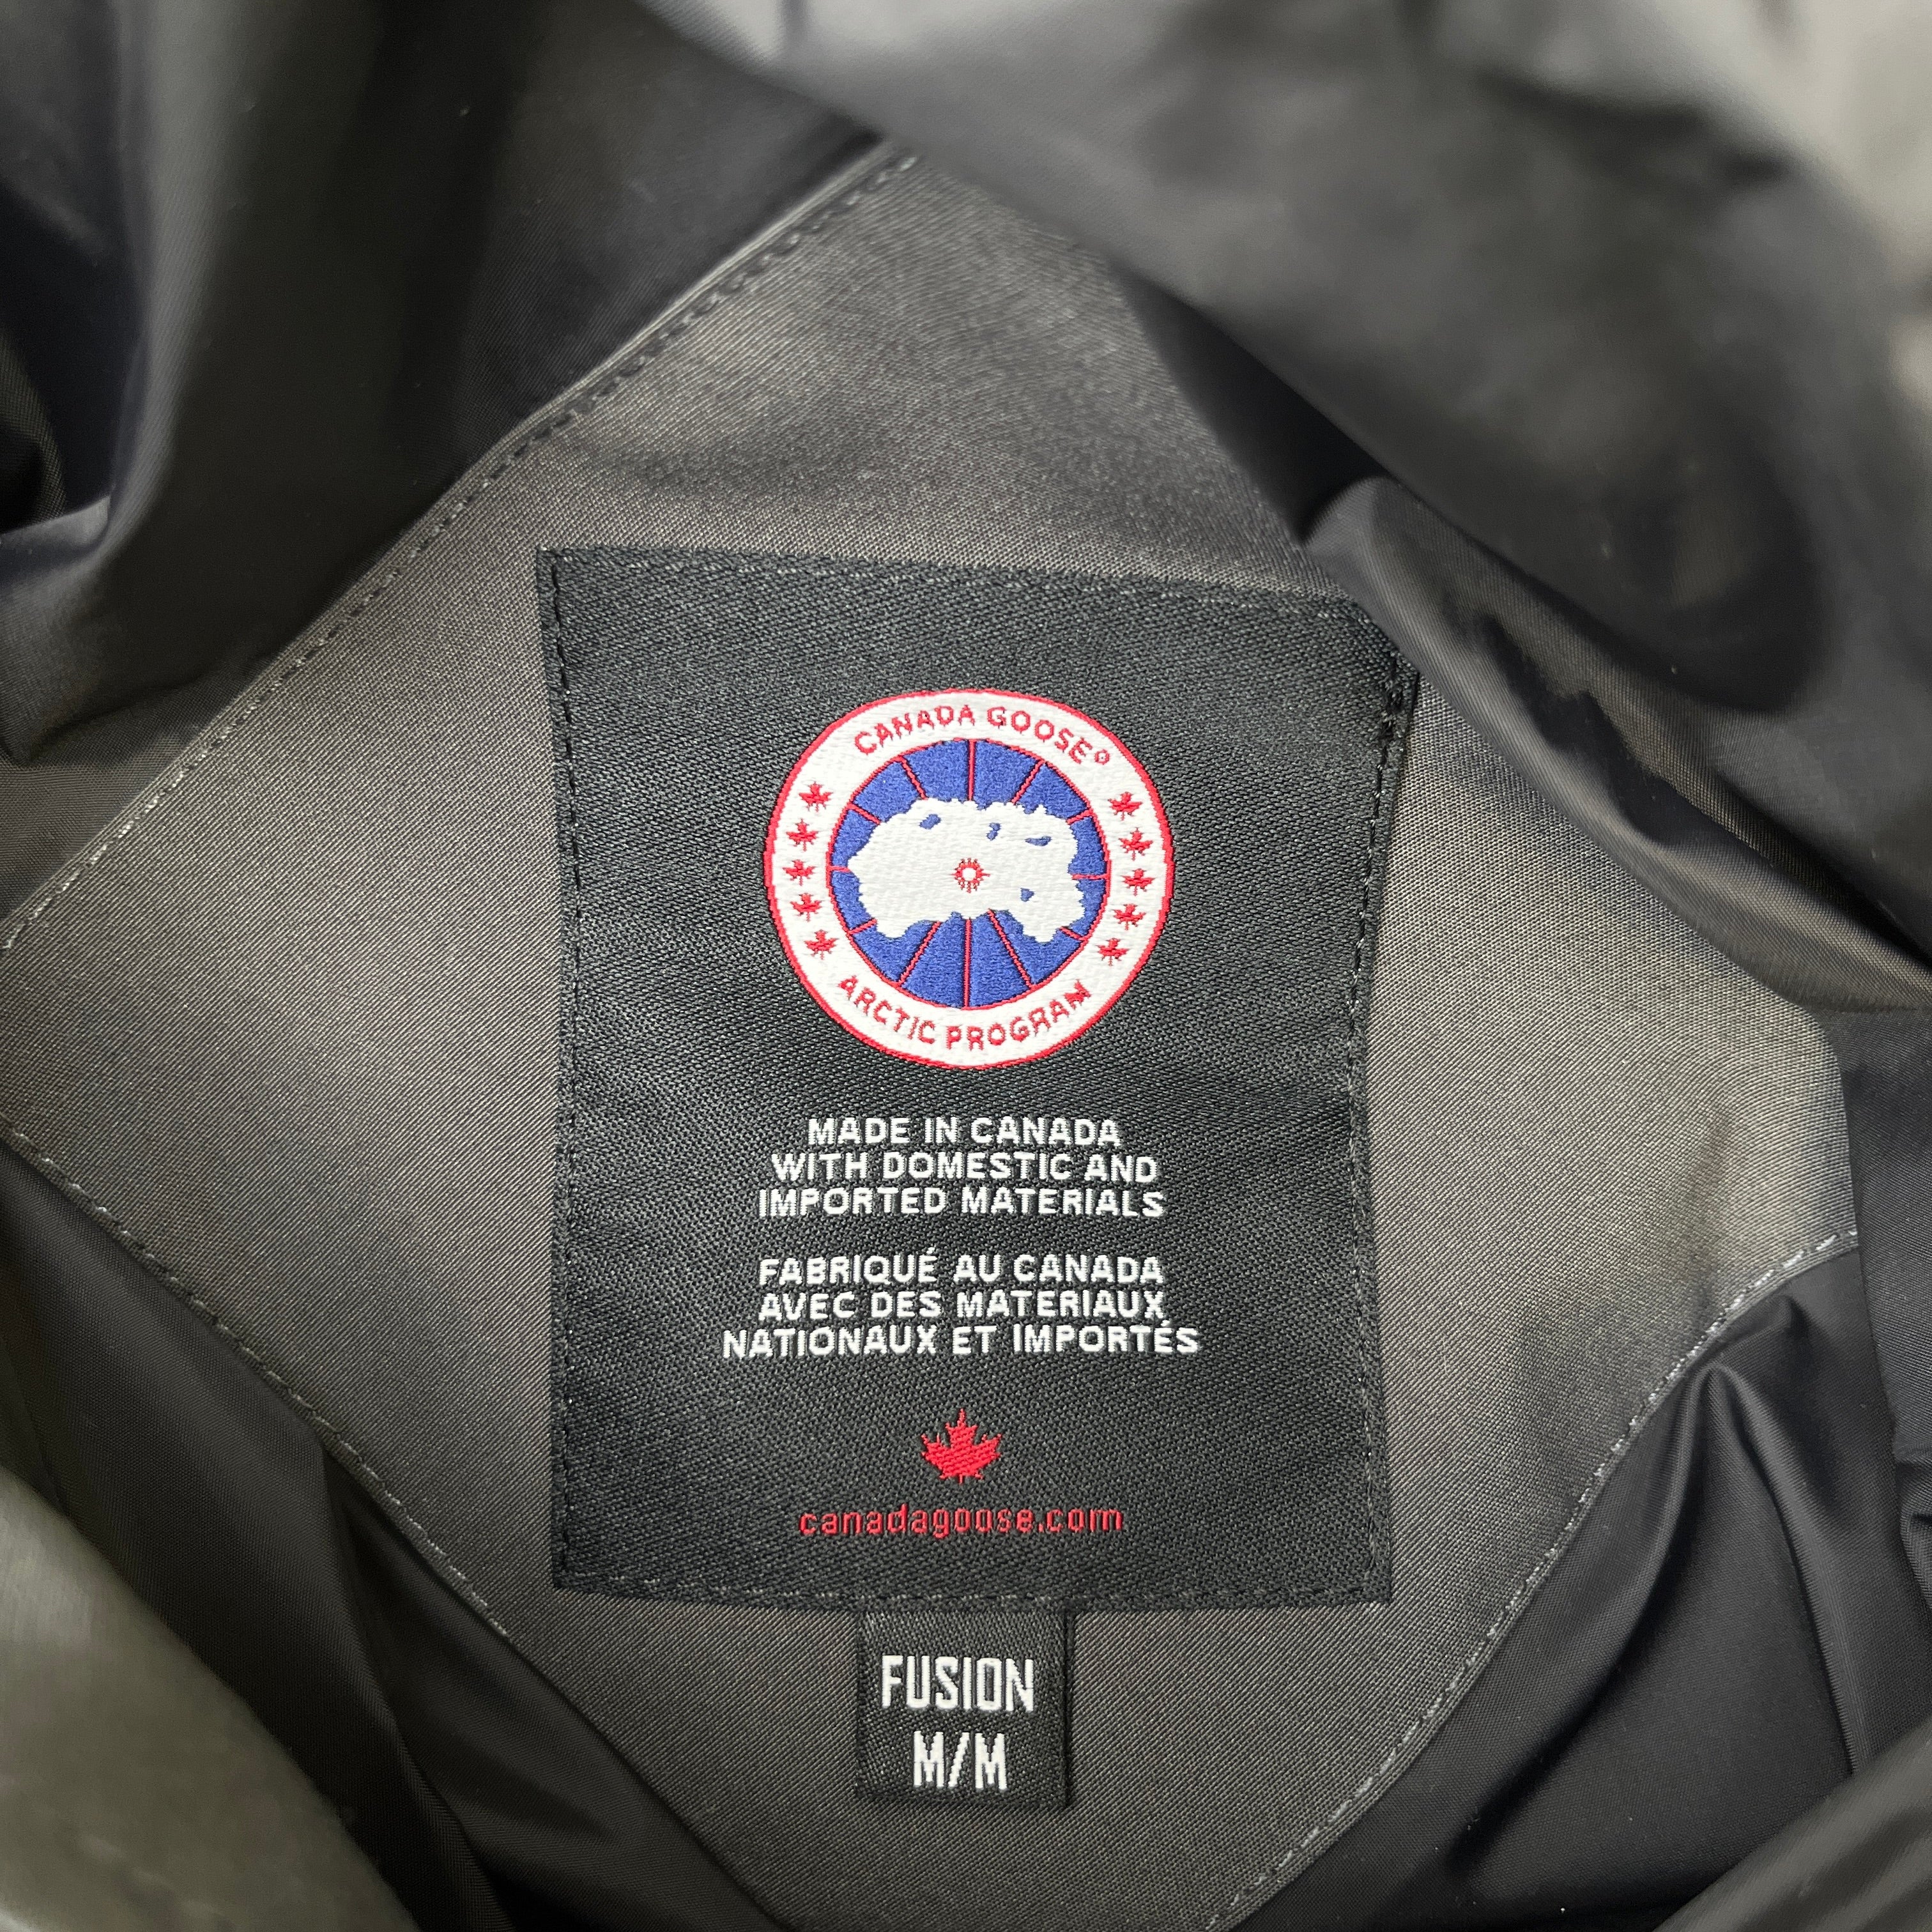 CANADA GOOSE®
ARCTIC PROGRAM
MADE IN CANADA
WITH DOMESTIC AND
IMPORTED MATERIALS
FABRIQUÉ AU CANADA
AVEC DES MATERIAUX
NATIONAUX ET IMPORTÉS
canadagoose.com
FUSION
M/M